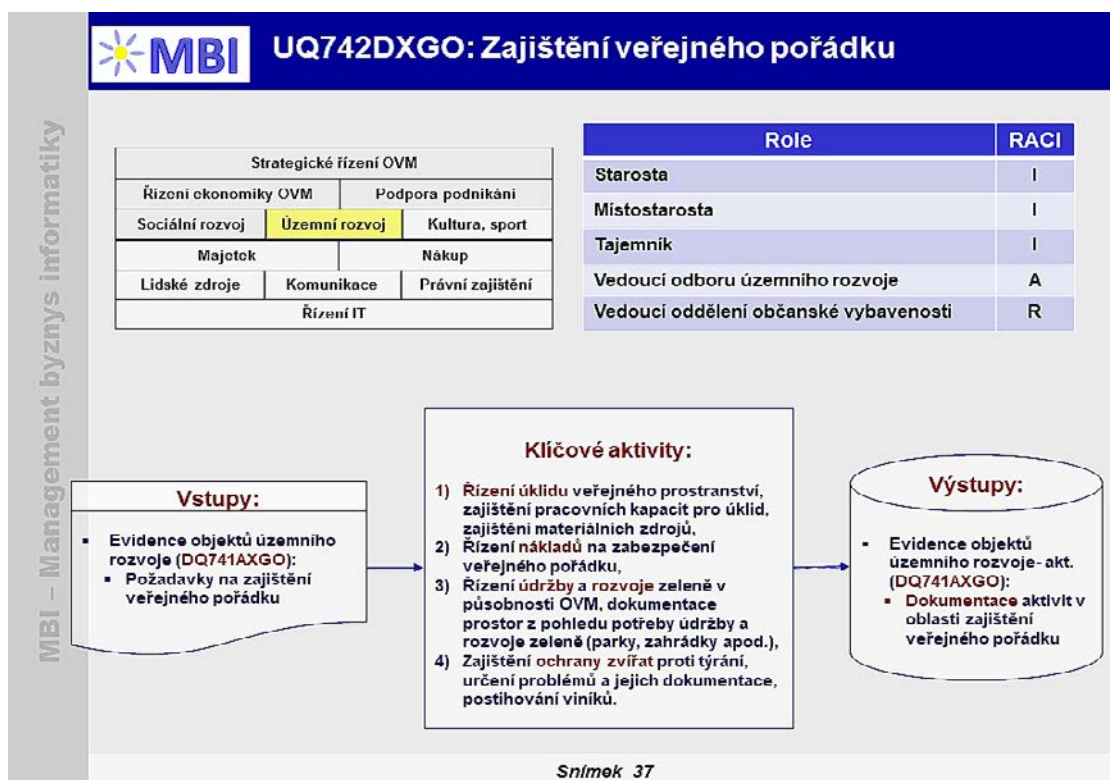 MBI
UQ742DXGO: Zajištění veřejného pořádku
MBI – Management byznys informatiky
Strategické řízení OVM
Řízení ekonomiky OVM
Podpora podnikání
Sociální rozvoj
Územní rozvoj
Kultura, sport
Majetek
Nákup
Lidské zdroje
Komunikace
Právní zajištění
Řízení IT
Role RACI
Starosta I
Místostarosta I
Tajemník I
Vedoucí odboru územního rozvoje A
Vedoucí oddělení občanské vybavenosti R
Vstupy:
▪ Evidence objektů územního
rozvoje (DQ741AXGO):
▪ Požadavky na zajištění
veřejného pořádku
Klíčové aktivity:
1) Řízení úklidu veřejného prostranství,
zajištění pracovních kapacit pro úklid,
zajištění materiálních zdrojů,
2) Řízení nákladů na zabezpečení
veřejného pořádku,
3) Řízení údržby a rozvoje zeleně v
působnosti OVM, dokumentace
prostor z pohledu potřeby údržby a
rozvoje zeleně (parky, zahrádky apod.),
4) Zajištění ochrany zvířat proti týrání,
určení problémů a jejich dokumentace,
postihování viníků.
Výstupy:
▪ Evidence objektů
územního rozvoje- akt.
(DQ741AXGO):
▪ Dokumentace aktivit v
oblasti zajištění
veřejného pořádku
Snímek 37